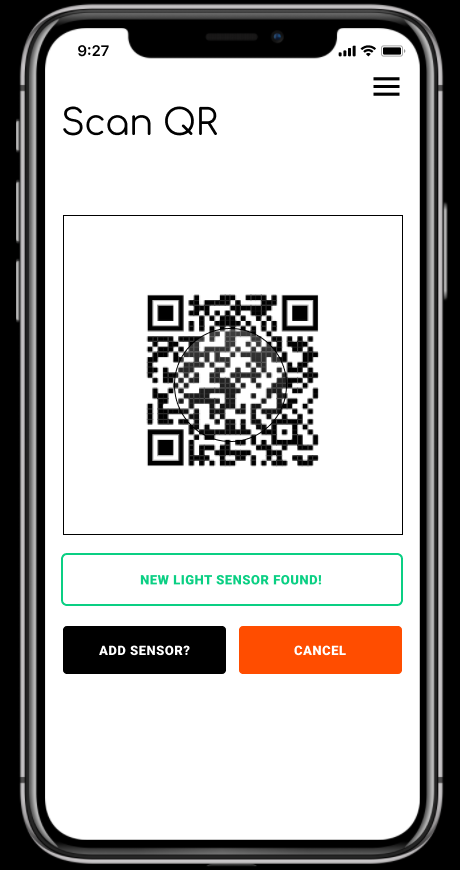 9:27
Scan QR
NEW LIGHT SENSOR FOUND!
ADD SENSOR?
CANCEL